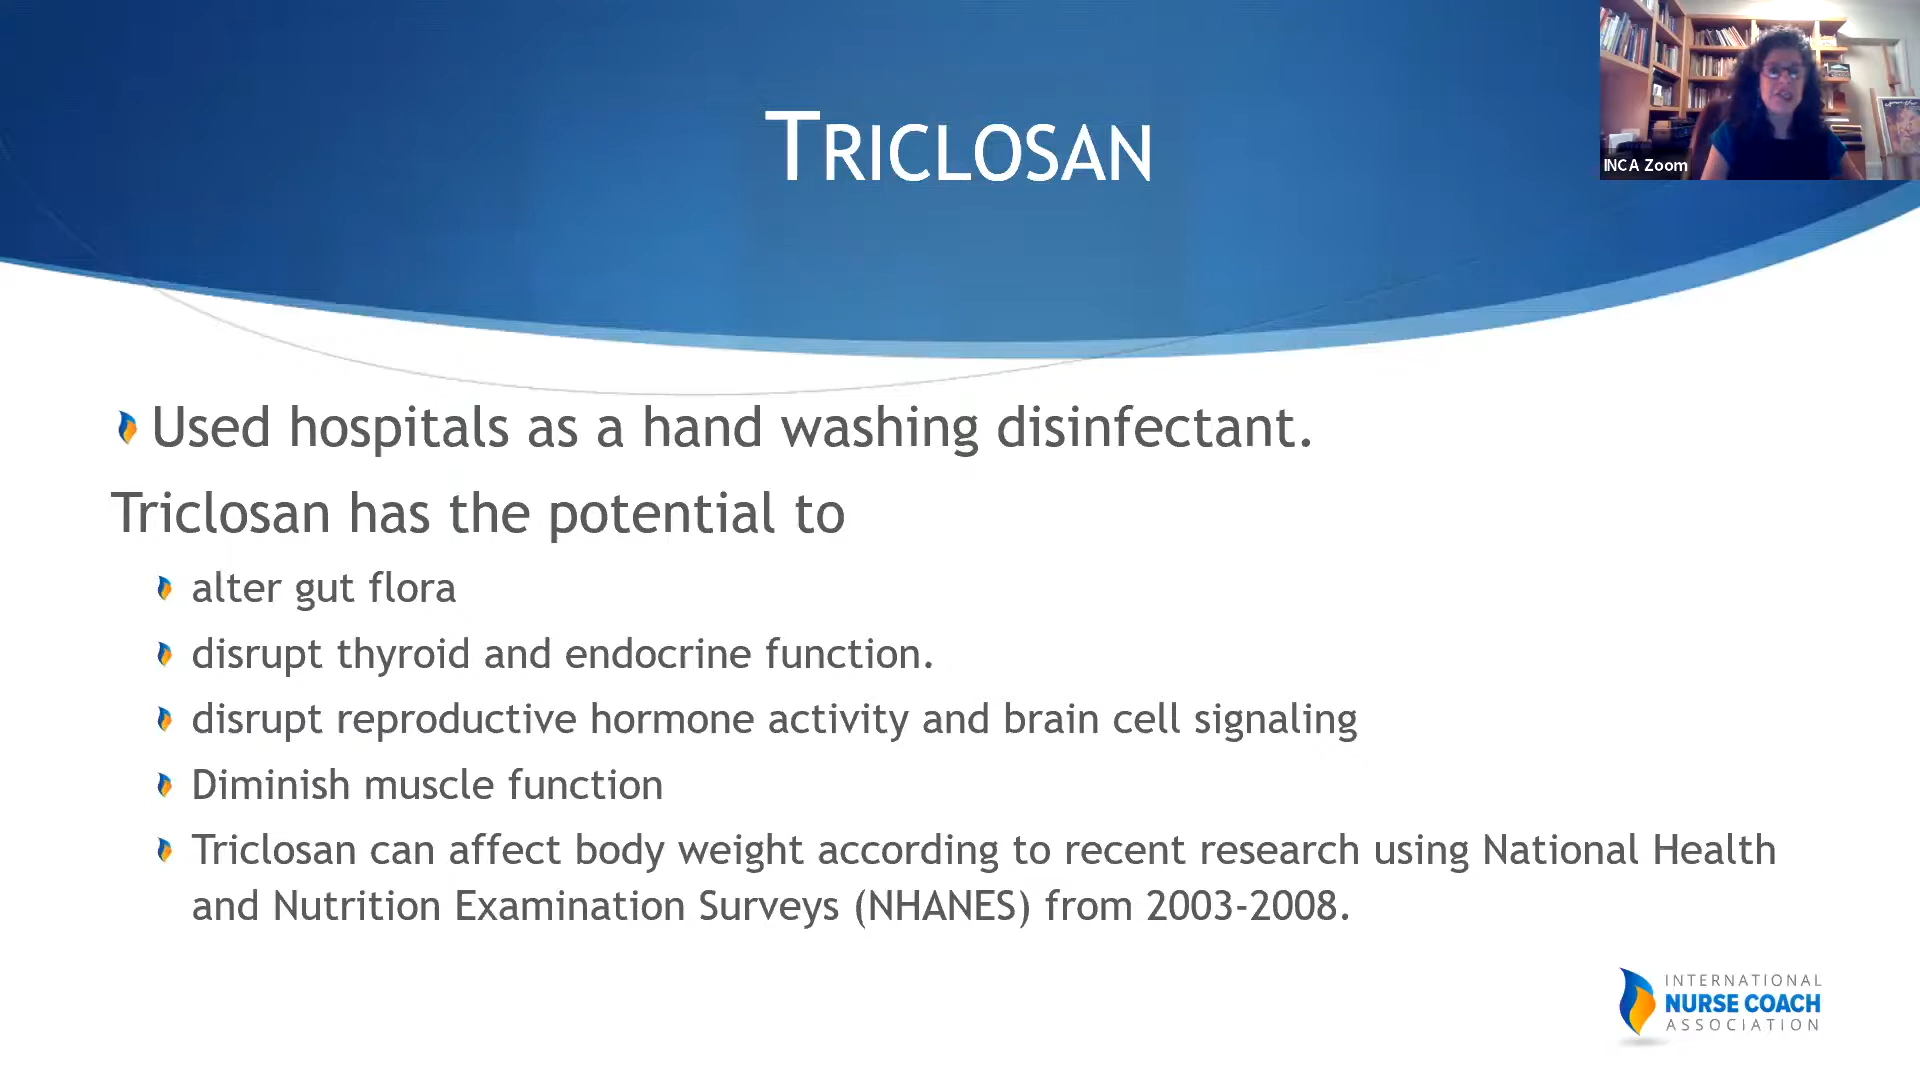 TRICLOSAN
INCA Zoom
Used hospitals as a hand washing disinfectant.
Triclosan has the potential to
alter gut flora
disrupt thyroid and endocrine function.
disrupt reproductive hormone activity and brain cell signaling
Diminish muscle function
Triclosan can affect body weight according to recent research using National Health
and Nutrition Examination Surveys (NHANES) from 2003-2008.
INTERNATIONAL
NURSE COACH
ASSOCIATION